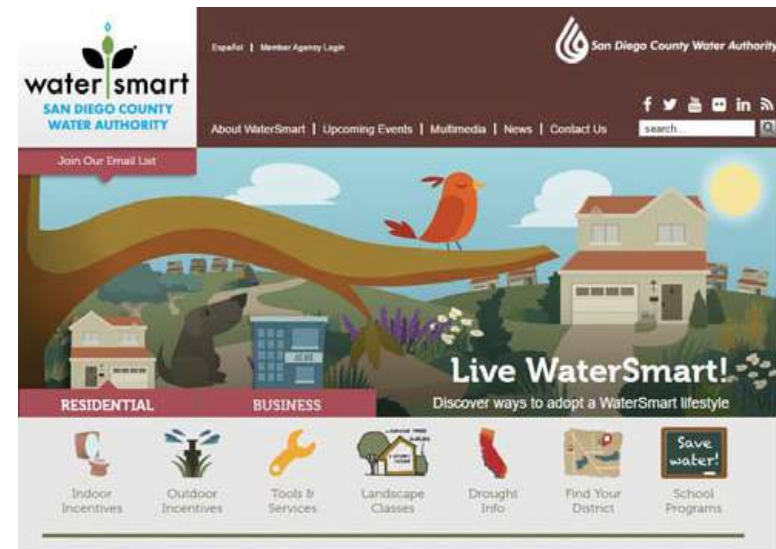 water smart
SAN DIEGO COUNTY
WATER AUTHORITY
Español | Member Agency Login
San Diego County Water Authority
About WaterSmart | Upcoming Events | Multimedia | News | Contact Us
search...
Join Our Email List
ACME
Live WaterSmart!
Discover ways to adopt a WaterSmart lifestyle
RESIDENTIAL
BUSINESS
Indoor
Incentives
Outdoor
Incentives
Tools &
Services
Landscape
Classes
Drought
Info
Find Your
District
Save
water!
School
Programs